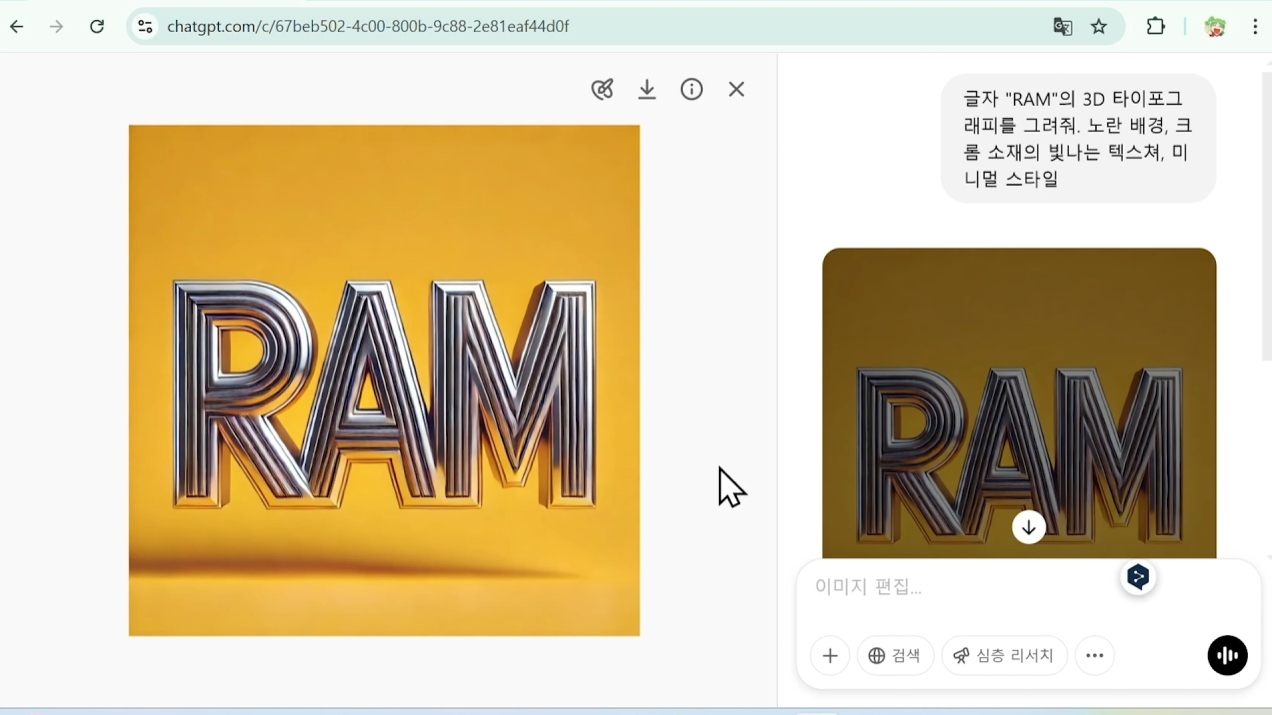 chatgpt.com/c/67beb502-4c00-800b-9c88-2e81eaf44d0f
글자 "RAM"의 3D 타이포그
래피를 그려줘. 노란 배경, 크
롬 소재의 빛나는 텍스쳐, 미
니멀 스타일
RAM
RAM
이미지 편집...
검색
심층 리서치